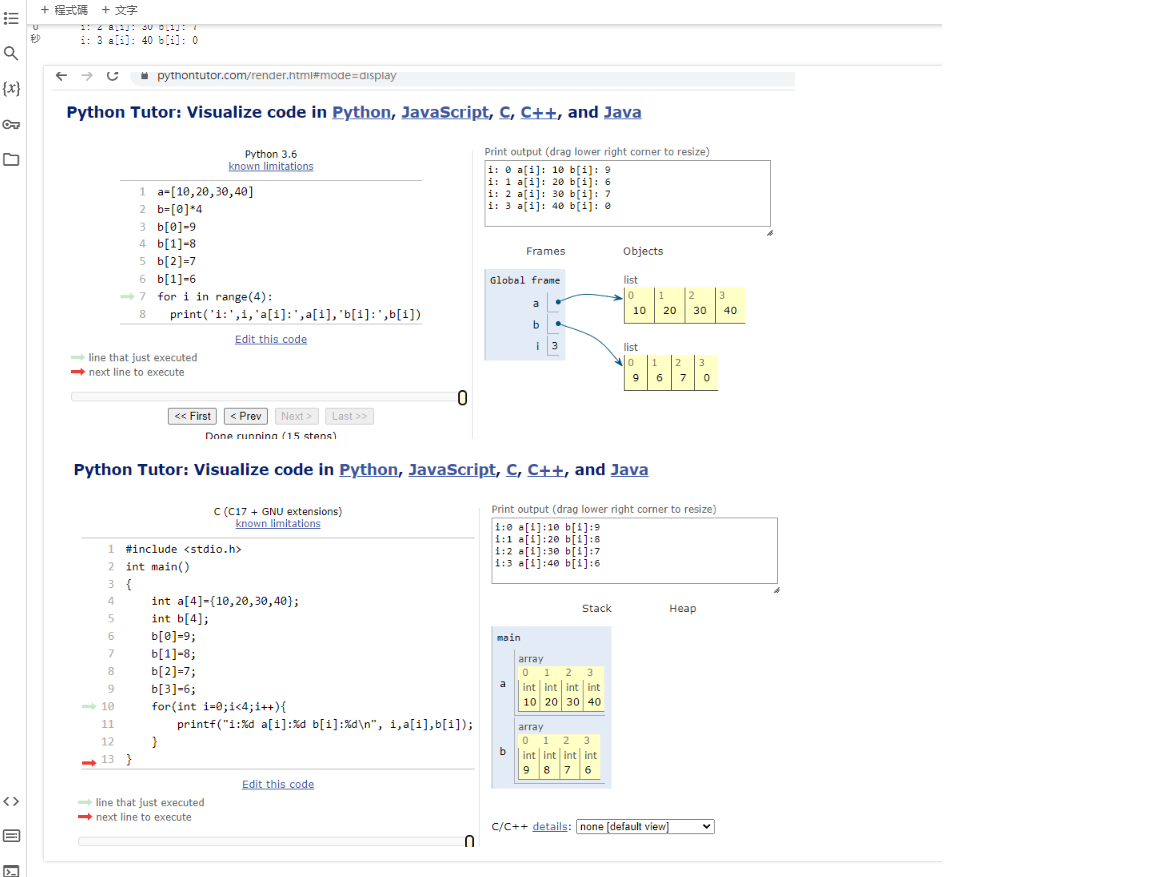 + 程式碼 + 文字
0
秒
i: 2 a[i]: 30 b[i]: 7
i: 3 a[i]: 40 b[i]: 0
{x}
pythontutor.com/render.html#mode=display
Python Tutor: Visualize code in Python, JavaScript, C, C++, and Java
Python 3.6
known limitations
1 a=[10,20,30,40]
2 b=[0]*4
3 b[0]=9
4 b[1]=8
5 b[2]=7
6 b[1]=6
7 for i in range(4):
8 print('i:',i,'a[i]:',a[i],'b[i]:',b[i])
Edit this code
line that just executed
next line to execute
<< First < Prev Next > Last >>
Done running (15 steps)
Print output (drag lower right corner to resize)
i: 0 a[i]: 10 b[i]: 9
i: 1 a[i]: 20 b[i]: 6
i: 2 a[i]: 30 b[i]: 7
i: 3 a[i]: 40 b[i]: 0
Frames Objects
Global frame
a
b
i 3
list
0 1 2 3
10 20 30 40
list
0 1 2 3
9 6 7 0
Python Tutor: Visualize code in Python, JavaScript, C, C++, and Java
C (C17 + GNU extensions)
known limitations
1 #include <stdio.h>
2 int main()
3 {
4 int a[4]={10,20,30,40};
5 int b[4];
6 b[0]=9;
7 b[1]=8;
8 b[2]=7;
9 b[3]=6;
10 for(int i=0;i<4;i++){
11 printf("i:%d a[i]:%d b[i]:%d\n", i,a[i],b[i]);
12 }
13 }
Edit this code
line that just executed
next line to execute
Print output (drag lower right corner to resize)
i:0 a[i]:10 b[i]:9
i:1 a[i]:20 b[i]:8
i:2 a[i]:30 b[i]:7
i:3 a[i]:40 b[i]:6
Stack Heap
main
array
0 1 2 3
a int int int int
10 20 30 40
array
0 1 2 3
b int int int int
9 8 7 6
C/C++ details: none [default view]